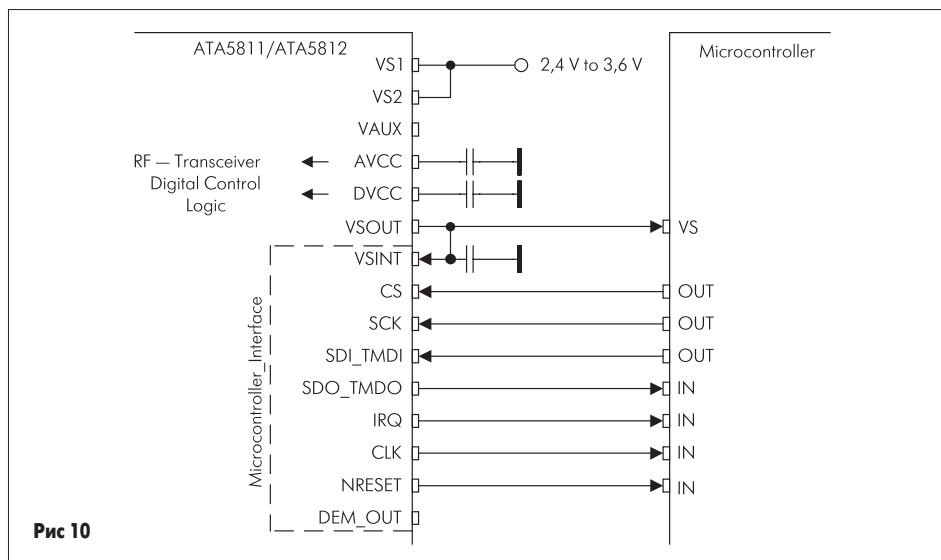 ATA5811/ATA5812
Microcontroller
VS1
2,4 V to 3,6 V
VS2
VAUX
RF — Transceiver
Digital Control
Logic
AVCC
DVCC
VSOUT
VS
VSINT
CS
OUT
SCK
OUT
SDI_TMDI
OUT
SDO_TMDO
IN
IRQ
IN
CLK
IN
NRESET
IN
DEM_OUT
Microcontroller_Interface
Рис 10